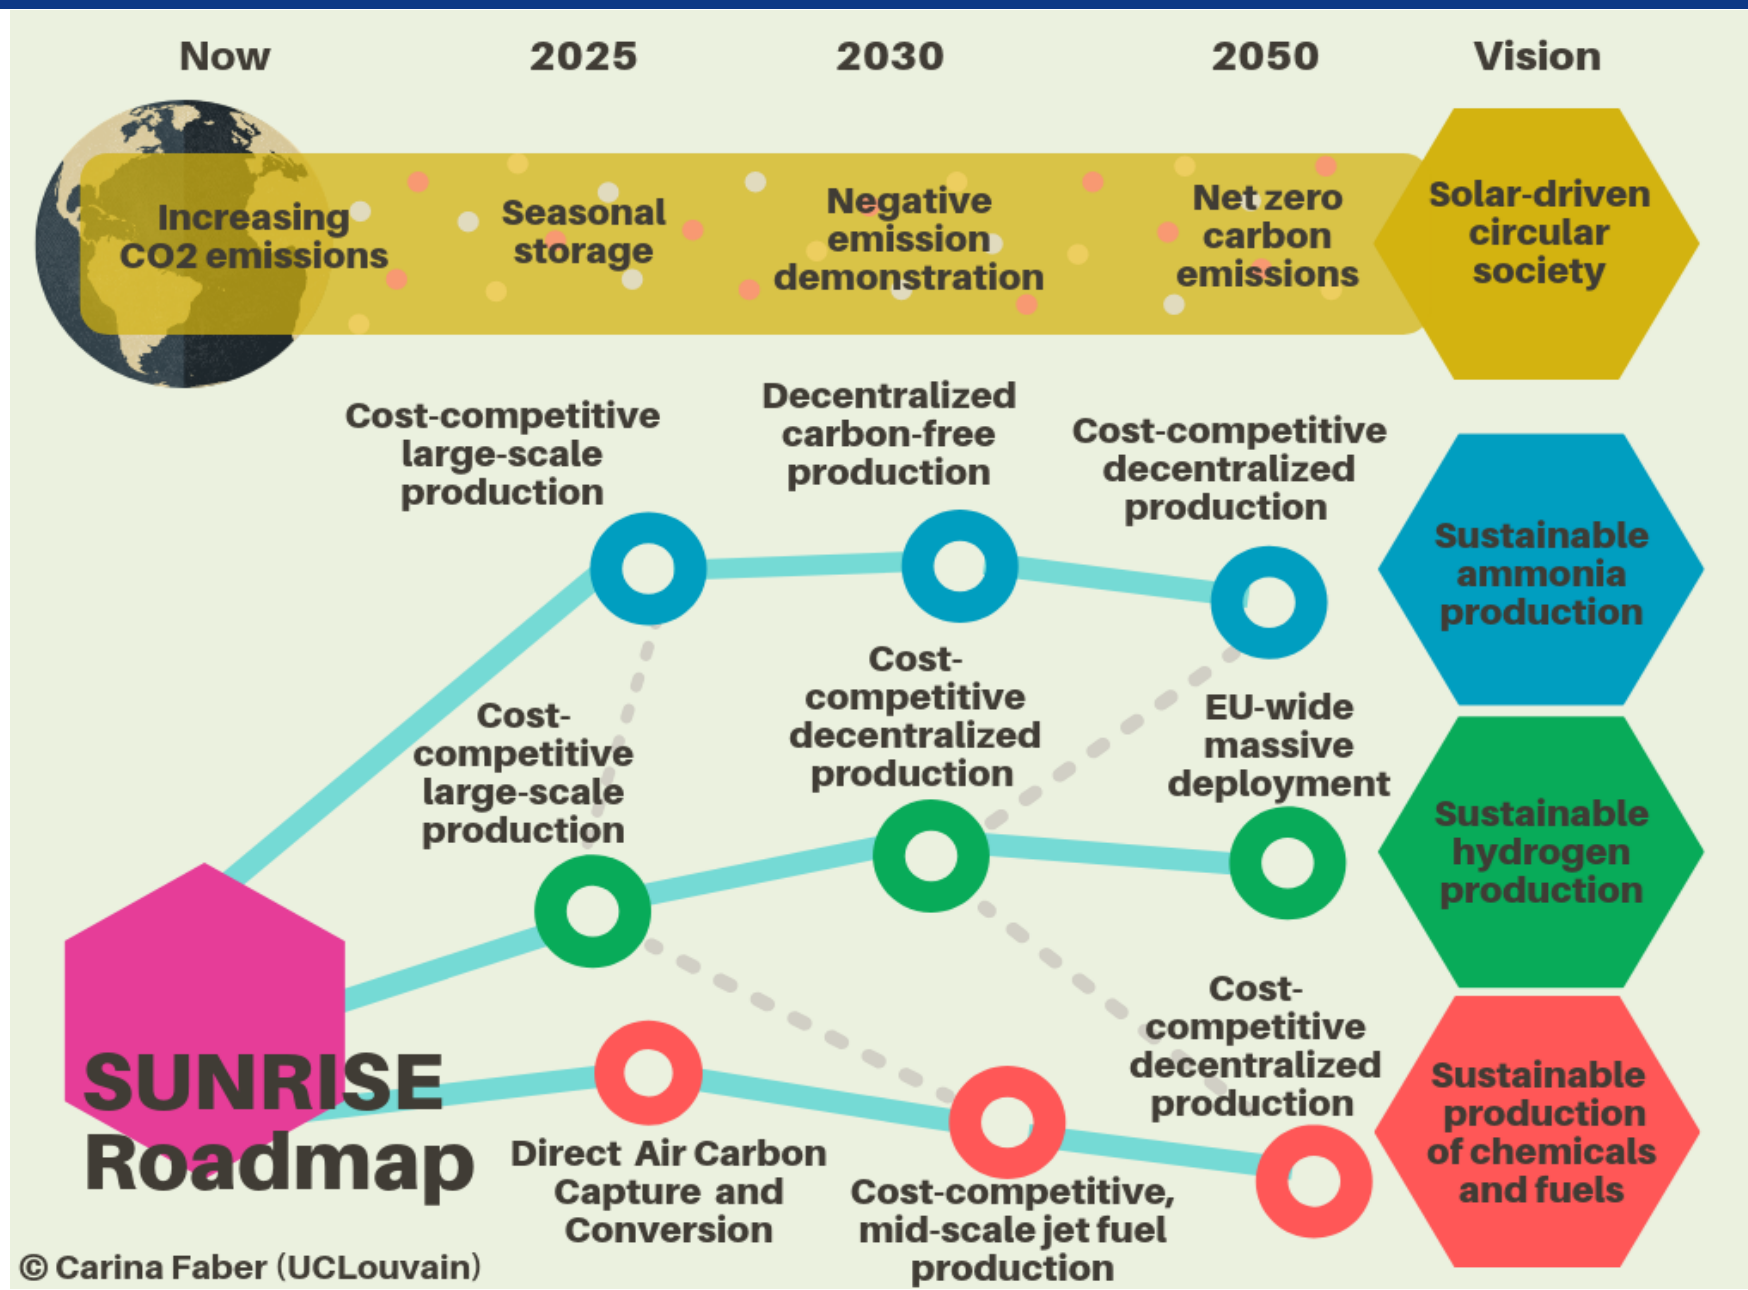 Now
2025
2030
2050
Vision
Increasing
CO2 emissions
Seasonal
storage
Negative
emission
demonstration
Net zero
carbon
emissions
Solar-driven
circular
society
Cost-competitive
large-scale
production
Decentralized
carbon-free
production
Cost-competitive
decentralized
production
Sustainable
ammonia
production
Cost-
competitive
large-scale
production
Cost-
competitive
decentralized
production
EU-wide
massive
deployment
Sustainable
hydrogen
production
SUNRISE
Roadmap
Direct Air Carbon
Capture and
Conversion
Cost-competitive,
mid-scale jet fuel
production
Cost-
competitive
decentralized
production
Sustainable
production
of chemicals
and fuels
© Carina Faber (UCLouvain)